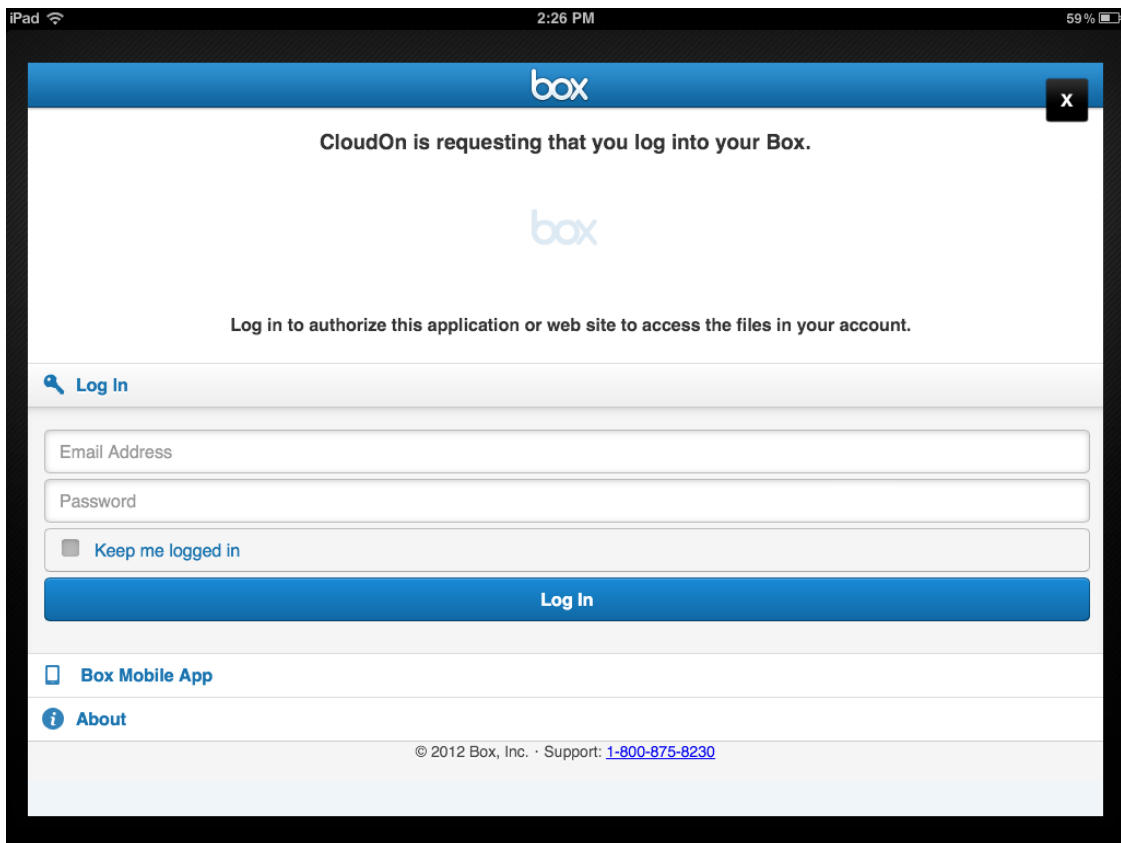 iPad 2:26 PM 59%
box
x
CloudOn is requesting that you log into your Box.
box
Log in to authorize this application or web site to access the files in your account.
Log In
Email Address
Password
Keep me logged in
Log In
Box Mobile App
About
© 2012 Box, Inc. · Support: 1-800-875-8230